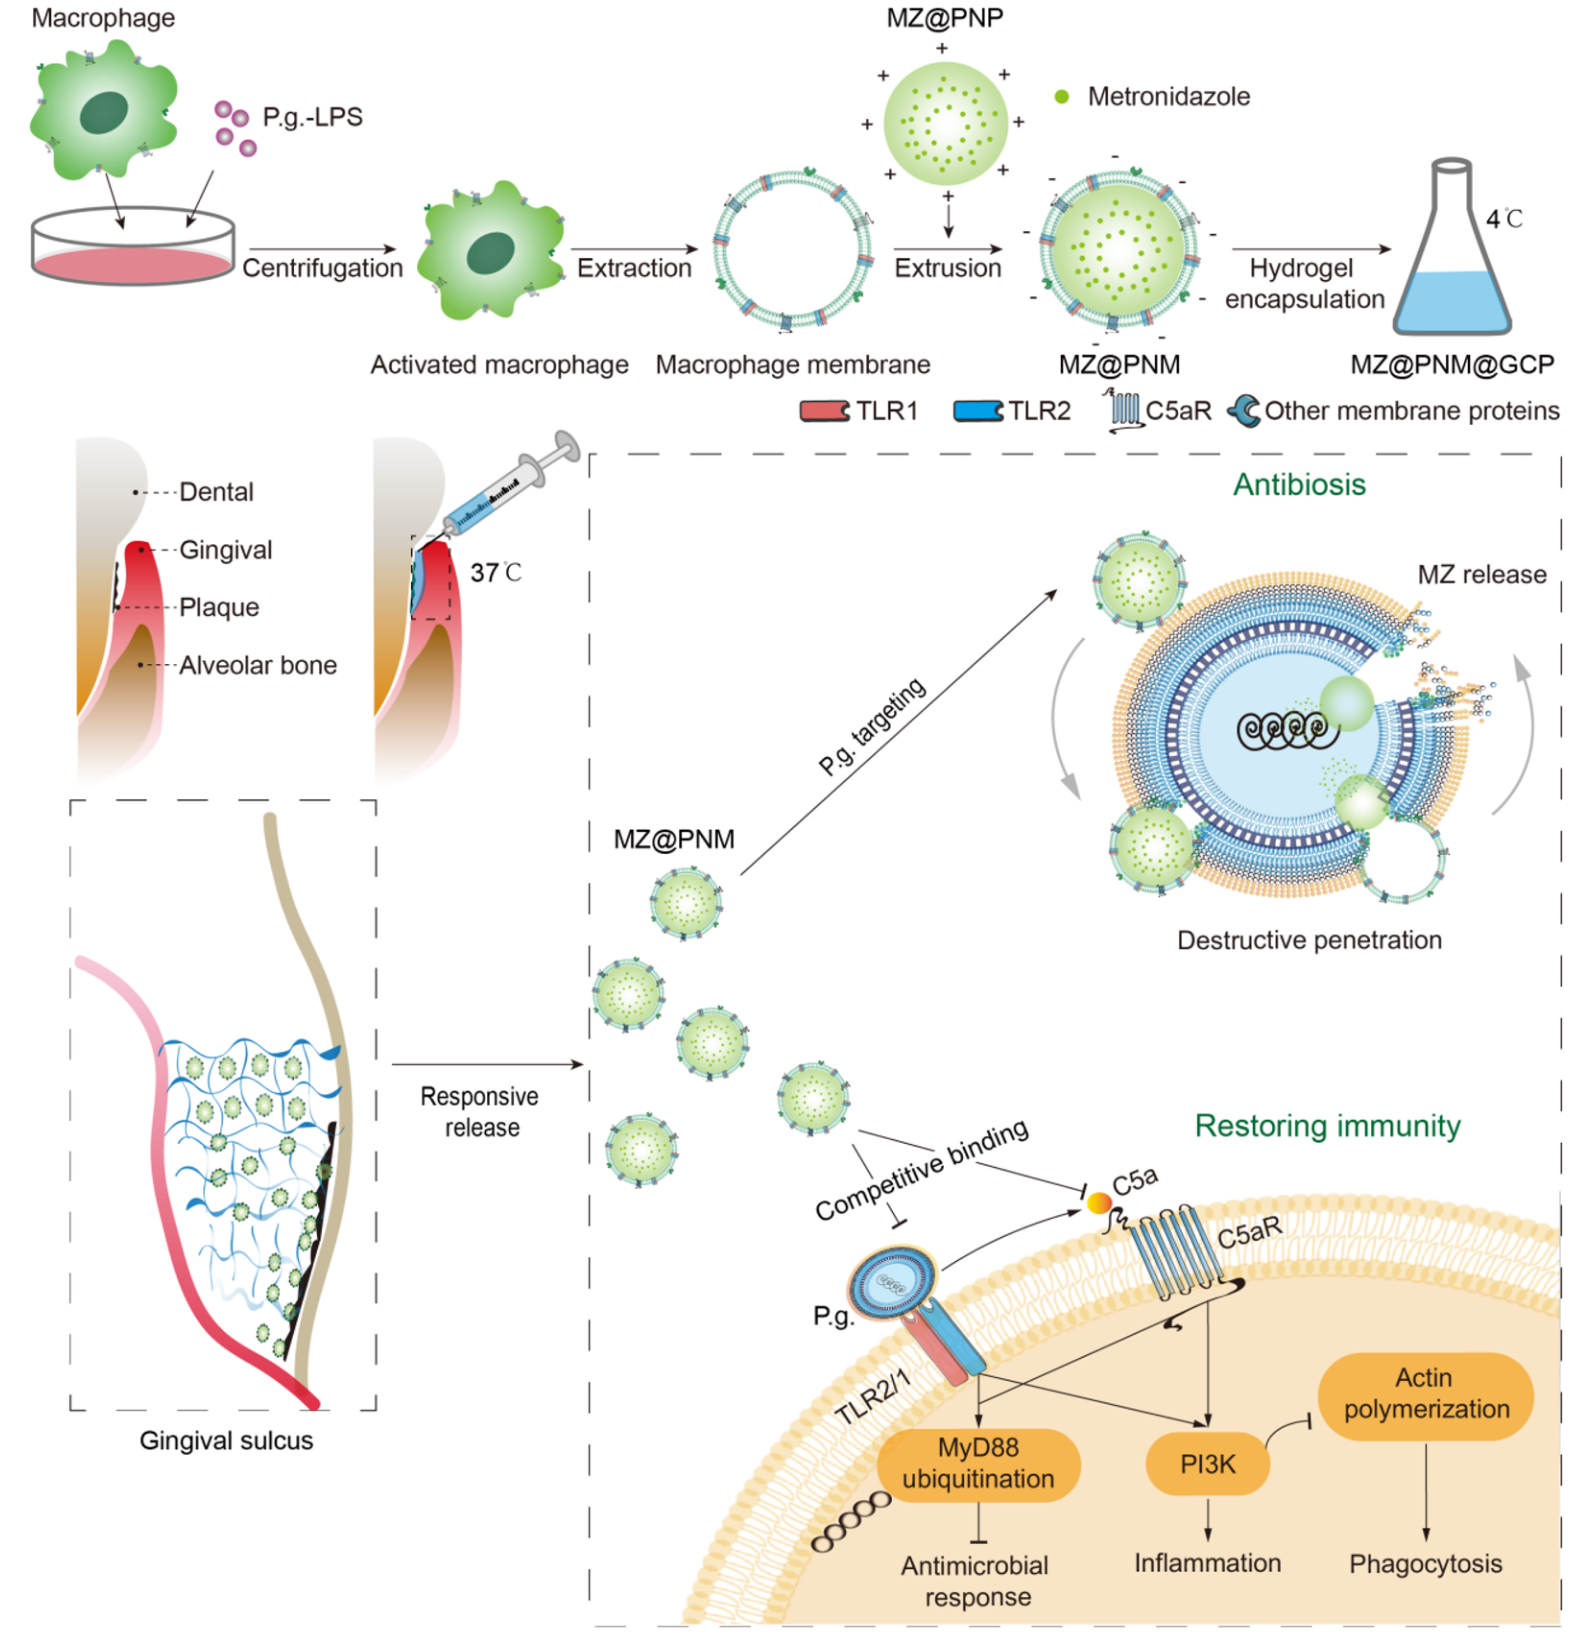 Macrophage
MZ@PNP
P.g.-LPS
Metronidazole
4℃
Centrifugation
Extraction
Extrusion
Hydrogel
encapsulation
Activated macrophage
Macrophage membrane
MZ@PNM
MZ@PNM@GCP
TLR1
TLR2
C5aR
Other membrane proteins
Dental
Gingival
Plaque
Alveolar bone
37℃
Antibiosis
MZ release
P.g. targeting
MZ@PNM
Destructive penetration
Responsive
release
Gingival sulcus
Restoring immunity
Competitive binding
C5a
C5aR
P.g.
TLR2/1
MyD88
ubiquitination
PI3K
Actin
polymerization
Antimicrobial
response
Inflammation
Phagocytosis